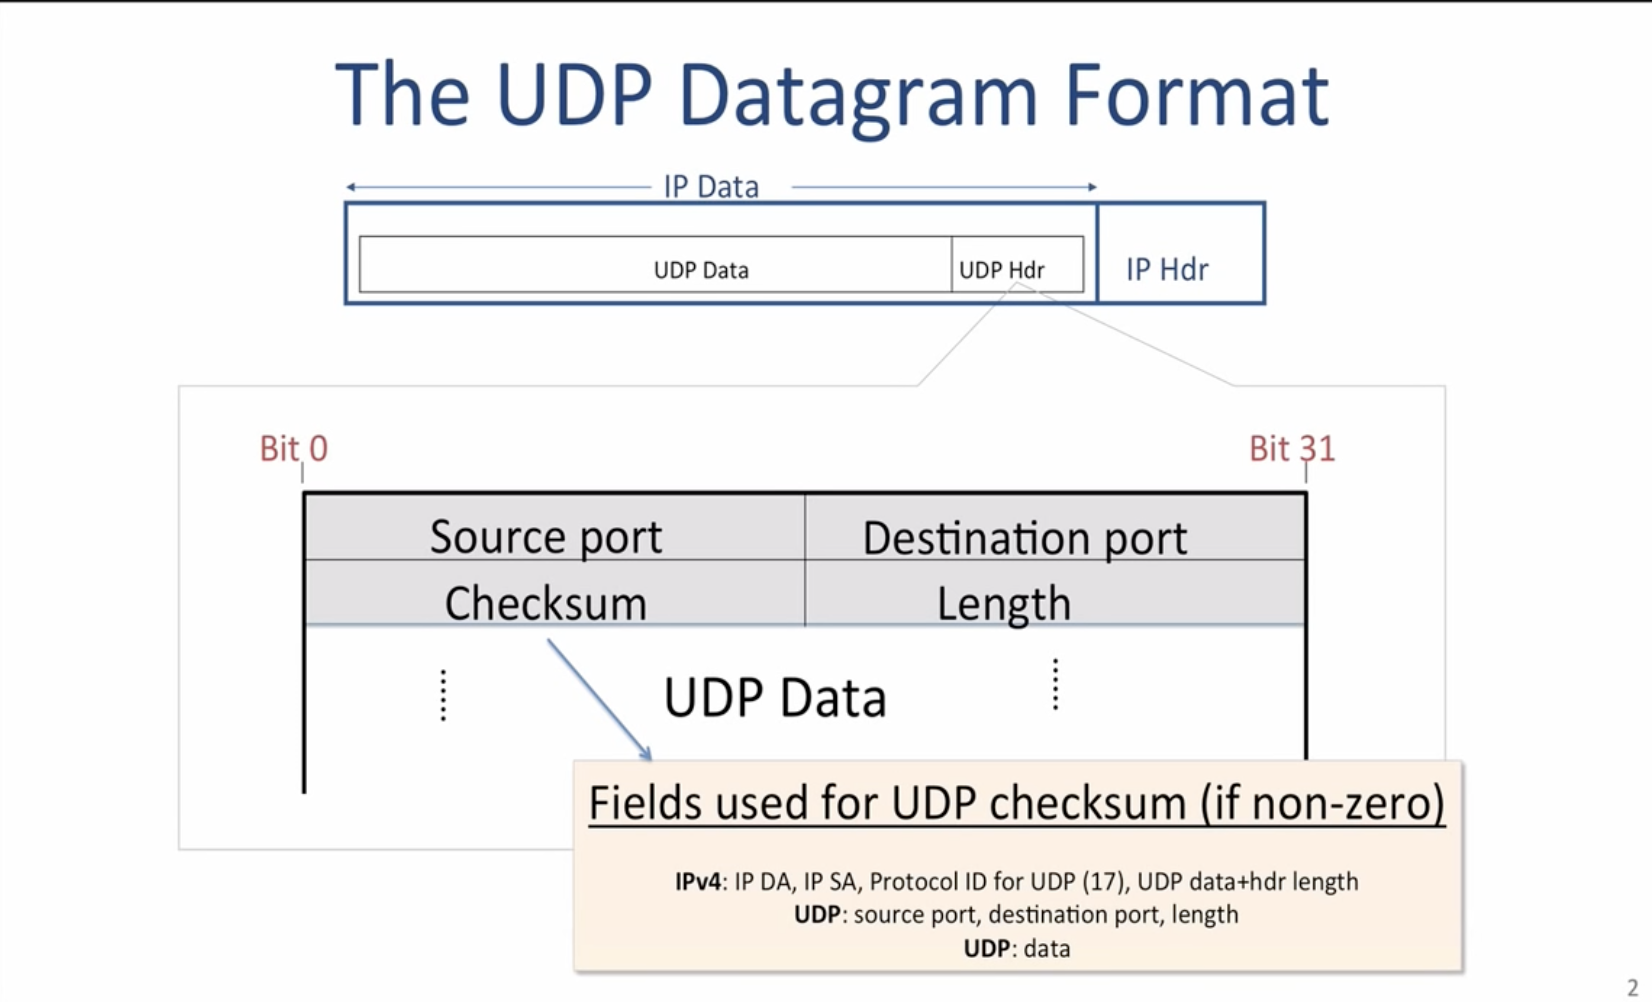 The UDP Datagram Format
IP Data
UDP Data
UDP Hdr
IP Hdr
Bit 0
Bit 31
Source port
Destination port
Checksum
Length
UDP Data
Fields used for UDP checksum (if non-zero)
IPv4: IP DA, IP SA, Protocol ID for UDP (17), UDP data+hdr length
UDP: source port, destination port, length
UDP: data
2